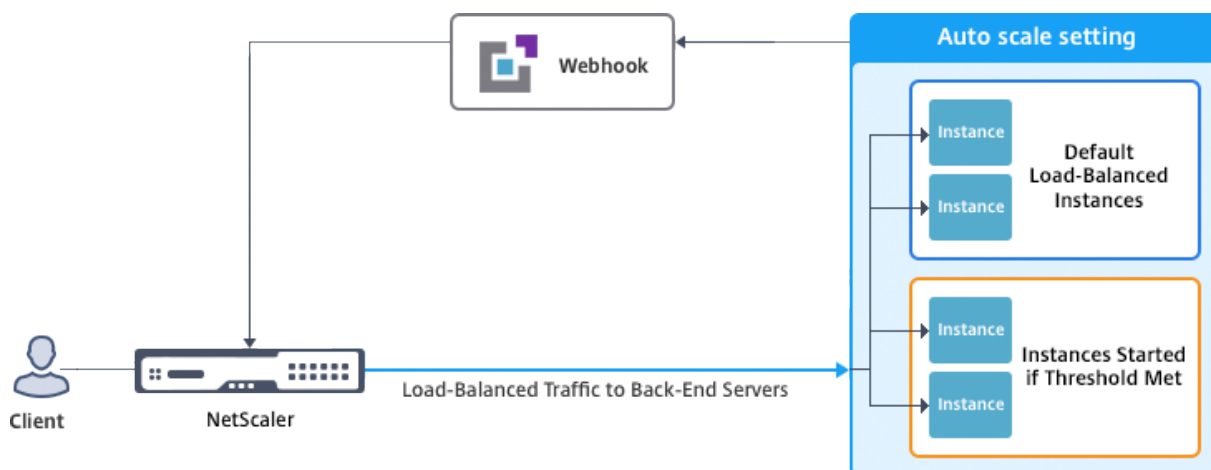 Auto scale setting
Webhook
Instance
Instance
Default
Load-Balanced
Instances
Instance
Instance
Instances Started
if Threshold Met
Load-Balanced Traffic to Back-End Servers
Client
NetScaler